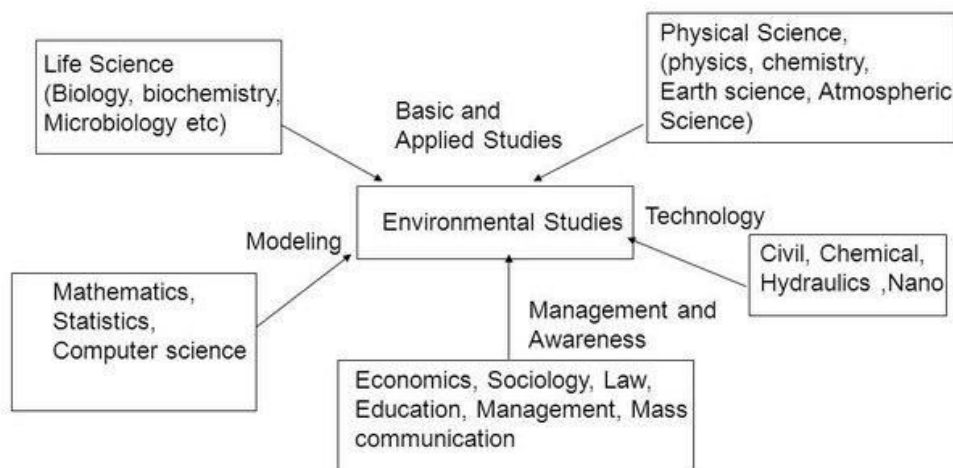 Life Science
(Biology, biochemistry,
Microbiology etc)
Basic and
Applied Studies
Physical Science,
(physics, chemistry,
Earth science, Atmospheric
Science)
Environmental Studies
Technology
Modeling
Civil, Chemical,
Hydraulics ,Nano
Mathematics,
Statistics,
Computer science
Management and
Awareness
Economics, Sociology, Law,
Education, Management, Mass
communication